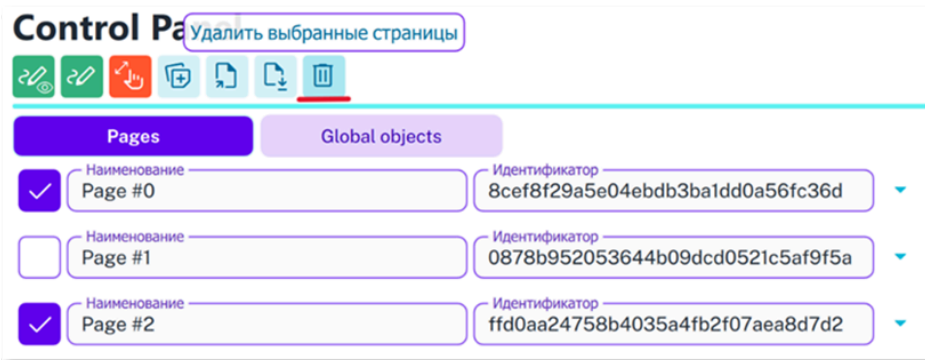 Control Pa
Удалить выбранные страницы
Pages
Global objects
Наименование
Page #0
Идентификатор
8cef8f29a5e04ebdb3ba1dd0a56fc36d
Наименование
Page #1
Идентификатор
0878b952053644b09dcd0521c5af9f5a
Наименование
Page #2
Идентификатор
ffd0aa24758b4035a4fb2f07aea8d7d2